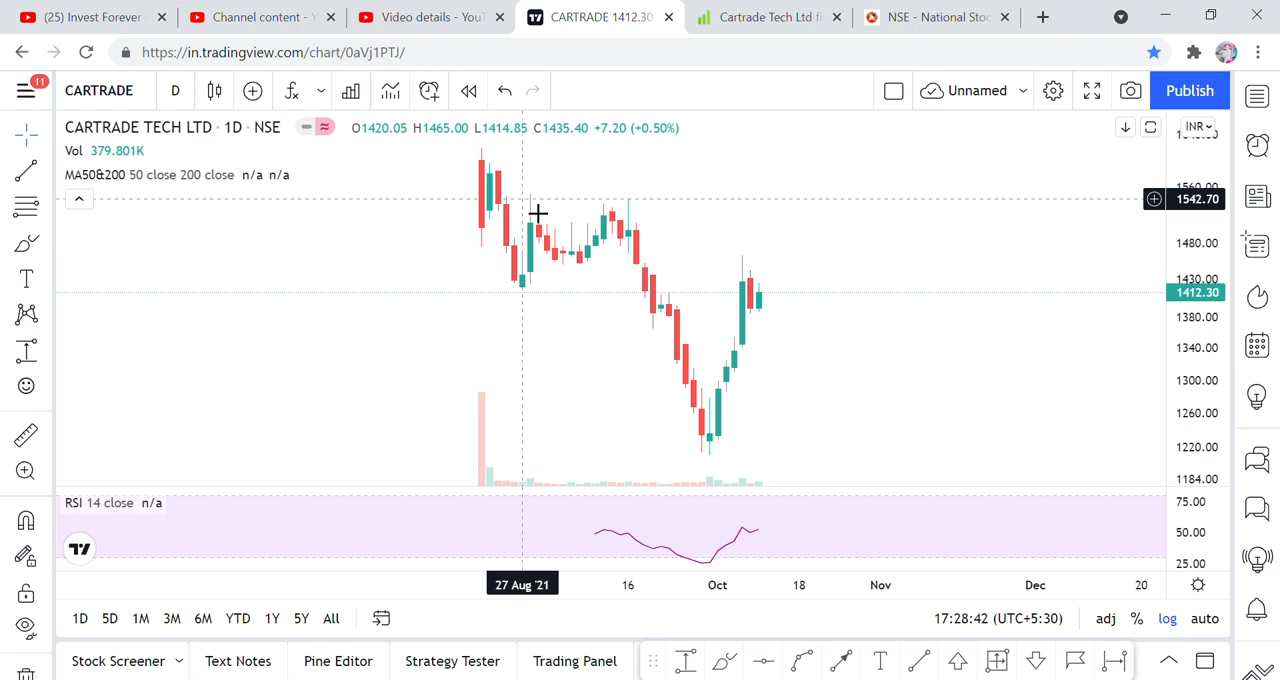 (25) Invest Forever -
Channel content - Y
Video details - YouT
CARTRADE 1412.30
Cartrade Tech Ltd fi
NSE - National Stoc
https://in.tradingview.com/chart/0aVj1PTJ/
11
CARTRADE
D
Unnamed
Publish
CARTRADE TECH LTD · 1D · NSE
O1420.05 H1465.00 L1414.85 C1435.40 +7.20 (+0.50%)
INR
Vol 379.801K
MA50&200 50 close 200 close n/a n/a
1560.00
1542.70
1480.00
1430.00
1412.30
1380.00
1340.00
1300.00
1260.00
1220.00
1184.00
RSI 14 close n/a
75.00
50.00
25.00
27 Aug '21
16
Oct
18
Nov
Dec
20
1D 5D 1M 3M 6M YTD 1Y 5Y All
17:28:42 (UTC+5:30)
adj % log auto
Stock Screener
Text Notes
Pine Editor
Strategy Tester
Trading Panel